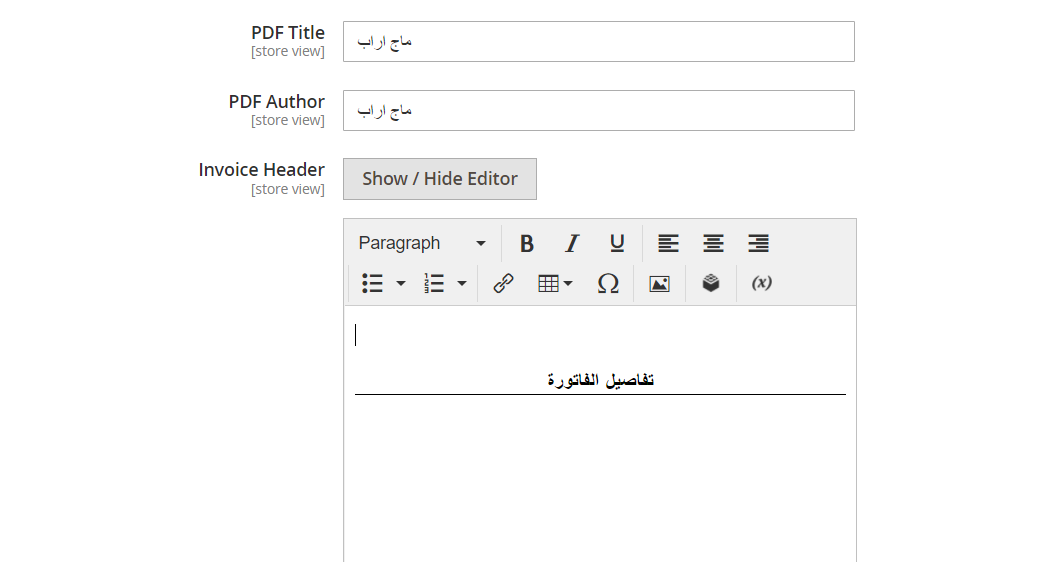 PDF Title
[store view]
ماج اراب
PDF Author
[store view]
ماج اراب
Invoice Header
[store view]
Show / Hide Editor
Paragraph
B I U
Ω
(x)
تفاصيل الفاتورة